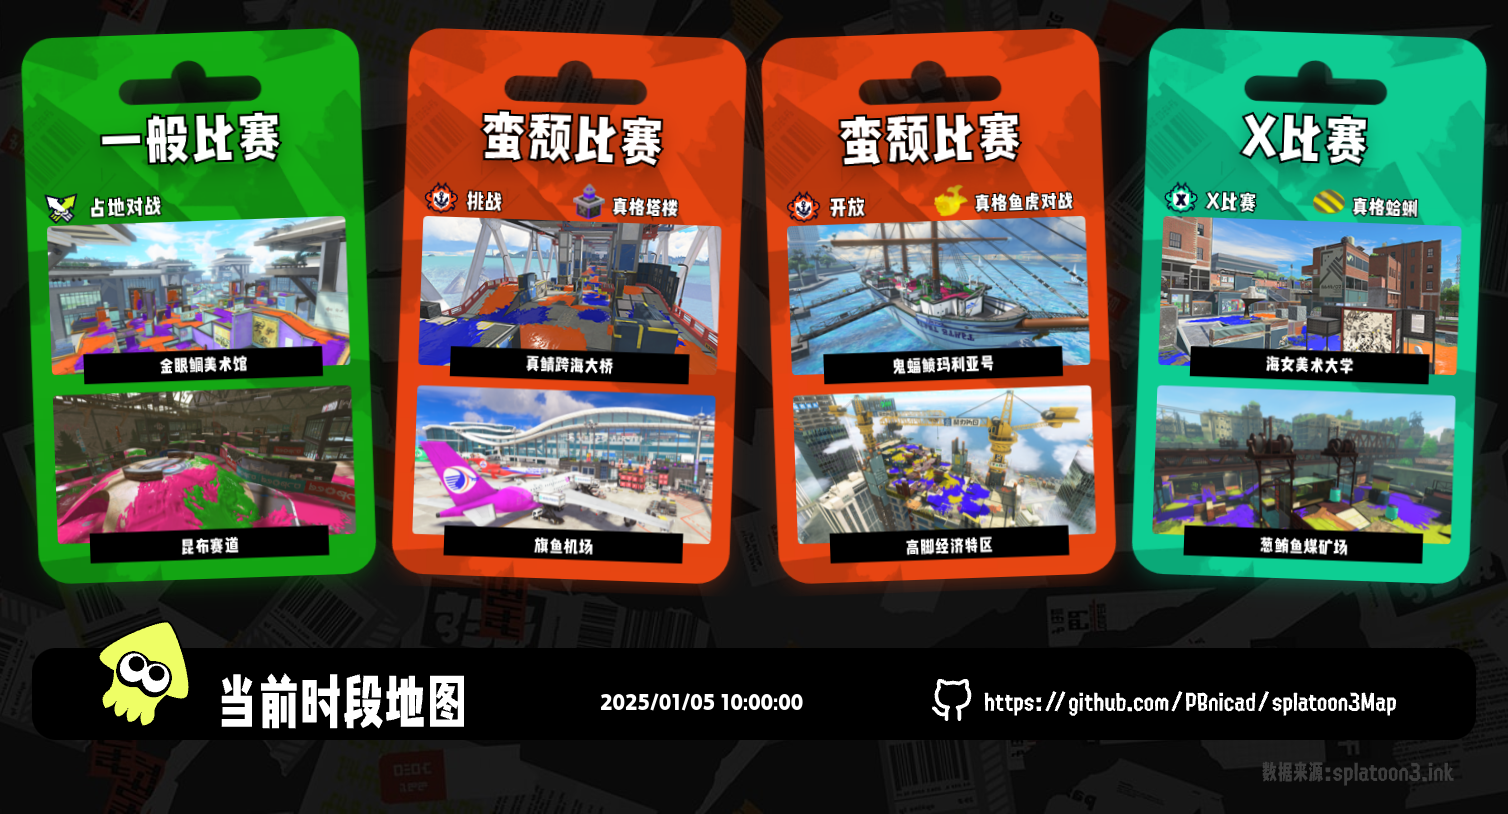 一般比赛
占地对战
金眼鲷美术馆
昆布赛道
蛮颓比赛
挑战
真格塔楼
真鲭跨海大桥
旗鱼机场
蛮颓比赛
开放
真格鱼虎对战
鬼蝠鲼玛利亚号
高脚经济特区
X比赛
X比赛
真格蛤蜊
海女美术大学
葱鲔鱼煤矿场
当前时段地图
2025/01/05 10:00:00
https://github.com/PBnicad/splatoon3Map
数据来源:splatoon3.ink